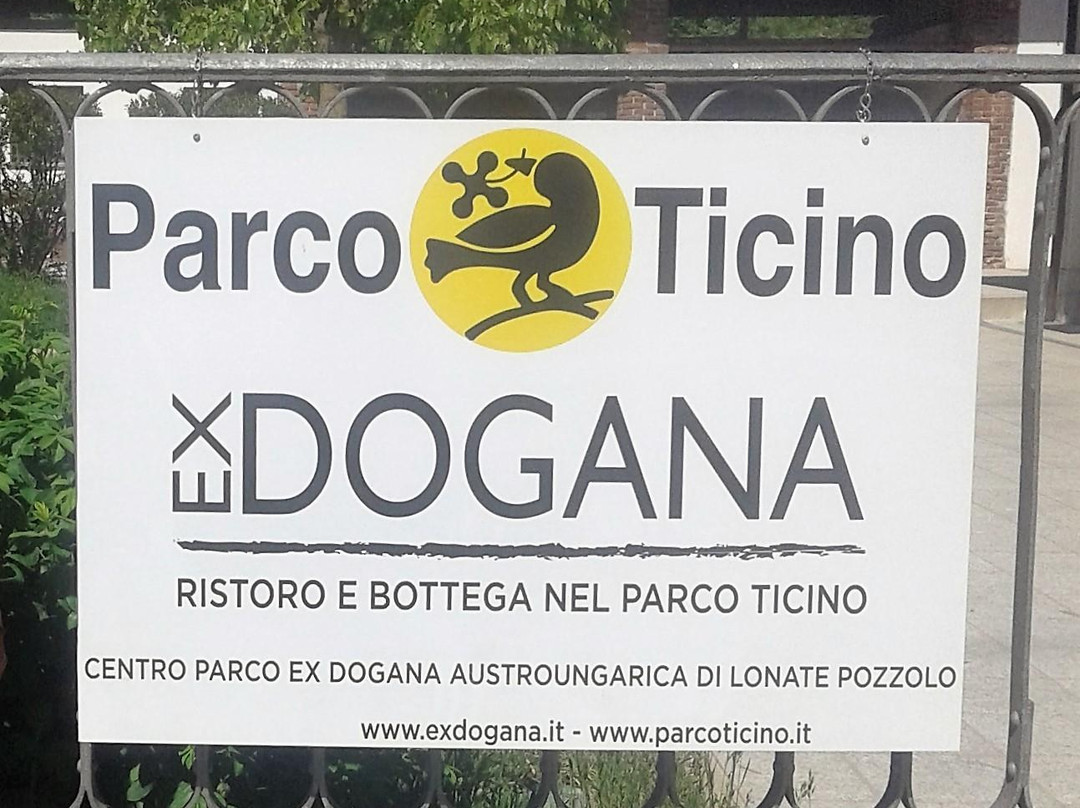 Parco Ticino
EX DOGANA
RISTORO E BOTTEGA NEL PARCO TICINO
CENTRO PARCO EX DOGANA AUSTROUNGARICA DI LONATE POZZOLO
www.exdogana.it - www.parcoticino.it